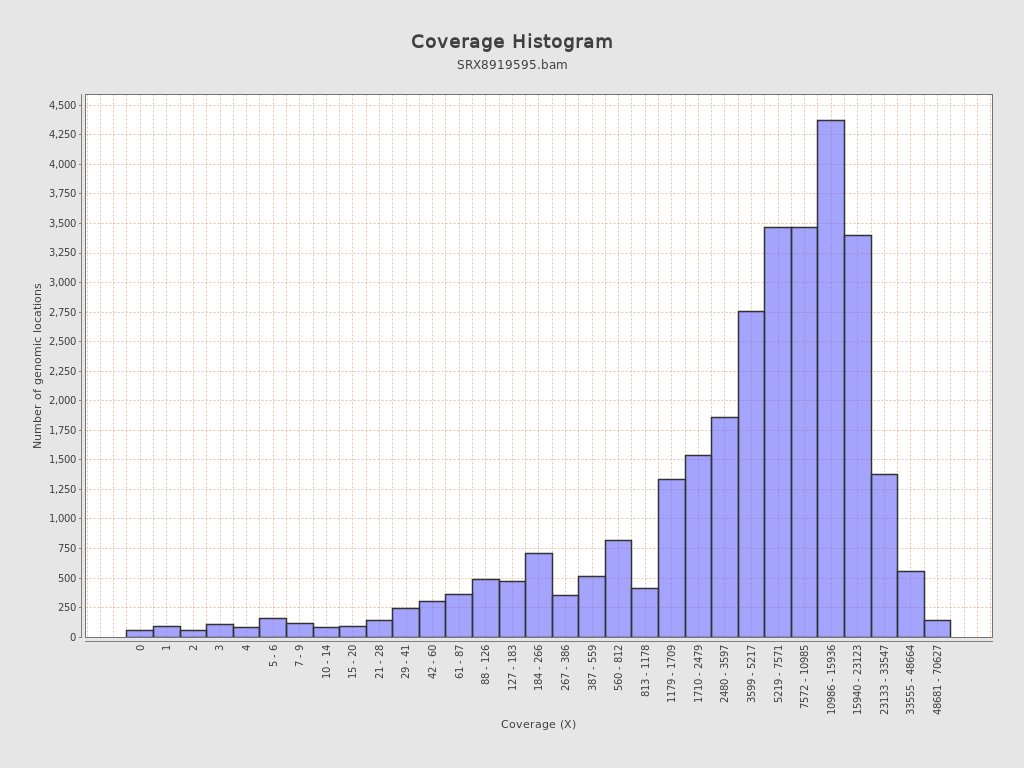 Coverage Histogram
SRX8919595.bam
Number of genomic locations
4,500
4,250
4,000
3,750
3,500
3,250
3,000
2,750
2,500
2,250
2,000
1,750
1,500
1,250
1,000
750
500
250
0
0
1
2
3
4
5 - 6
7 - 9
10 - 14
15 - 20
21 - 28
29 - 41
42 - 60
61 - 87
88 - 126
127 - 183
184 - 266
267 - 386
387 - 559
560 - 812
813 - 1178
1179 - 1709
1710 - 2479
2480 - 3597
3599 - 5217
5219 - 7571
7572 - 10985
10986 - 15936
15940 - 23123
23133 - 33547
33555 - 48664
48681 - 70627
Coverage (X)